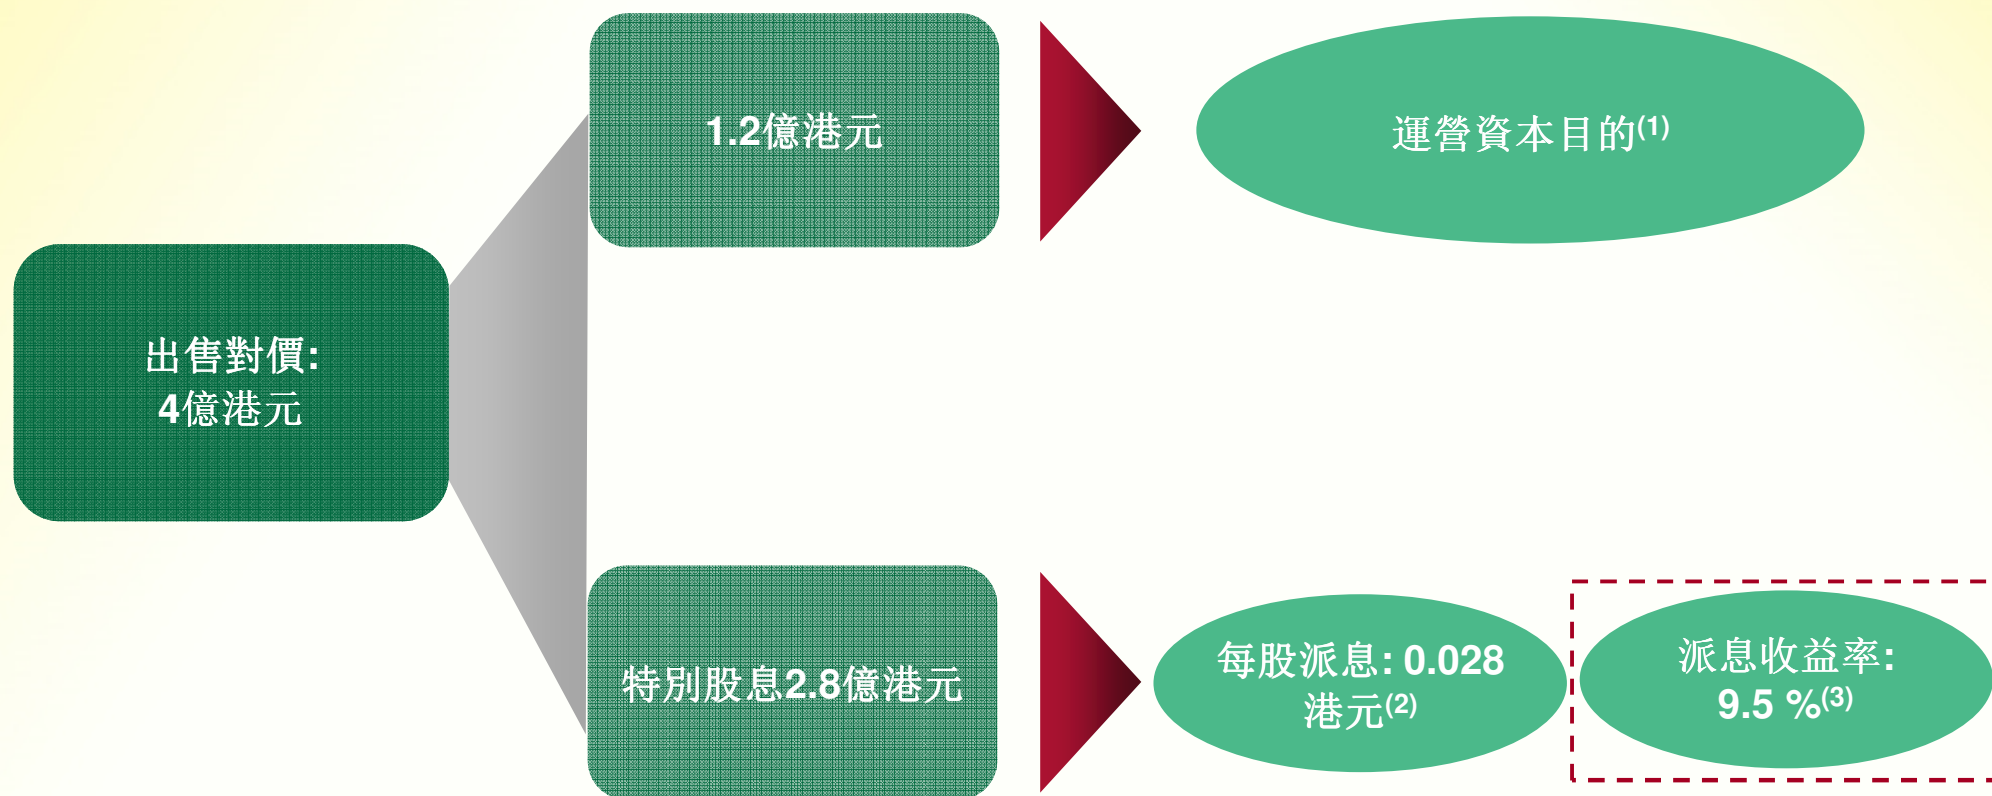 1.2億港元
運營資本目的(1)
出售對價:
4億港元
特別股息2.8億港元
每股派息: 0.028
港元(2)
派息收益率:
9.5 %(3)